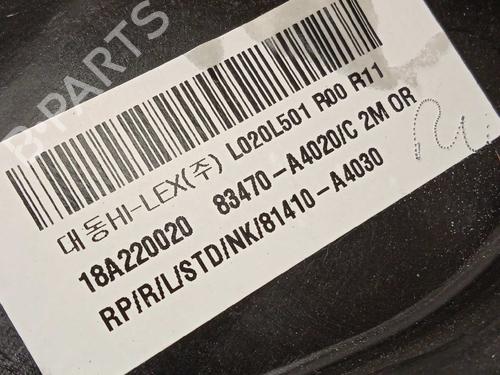 B-PARTS
대동HI-LEX(주) L020L501 R00 R11
18A220020 83470-A4020/C 2M OR
RP/R/L/STD/NK/81410-A4030